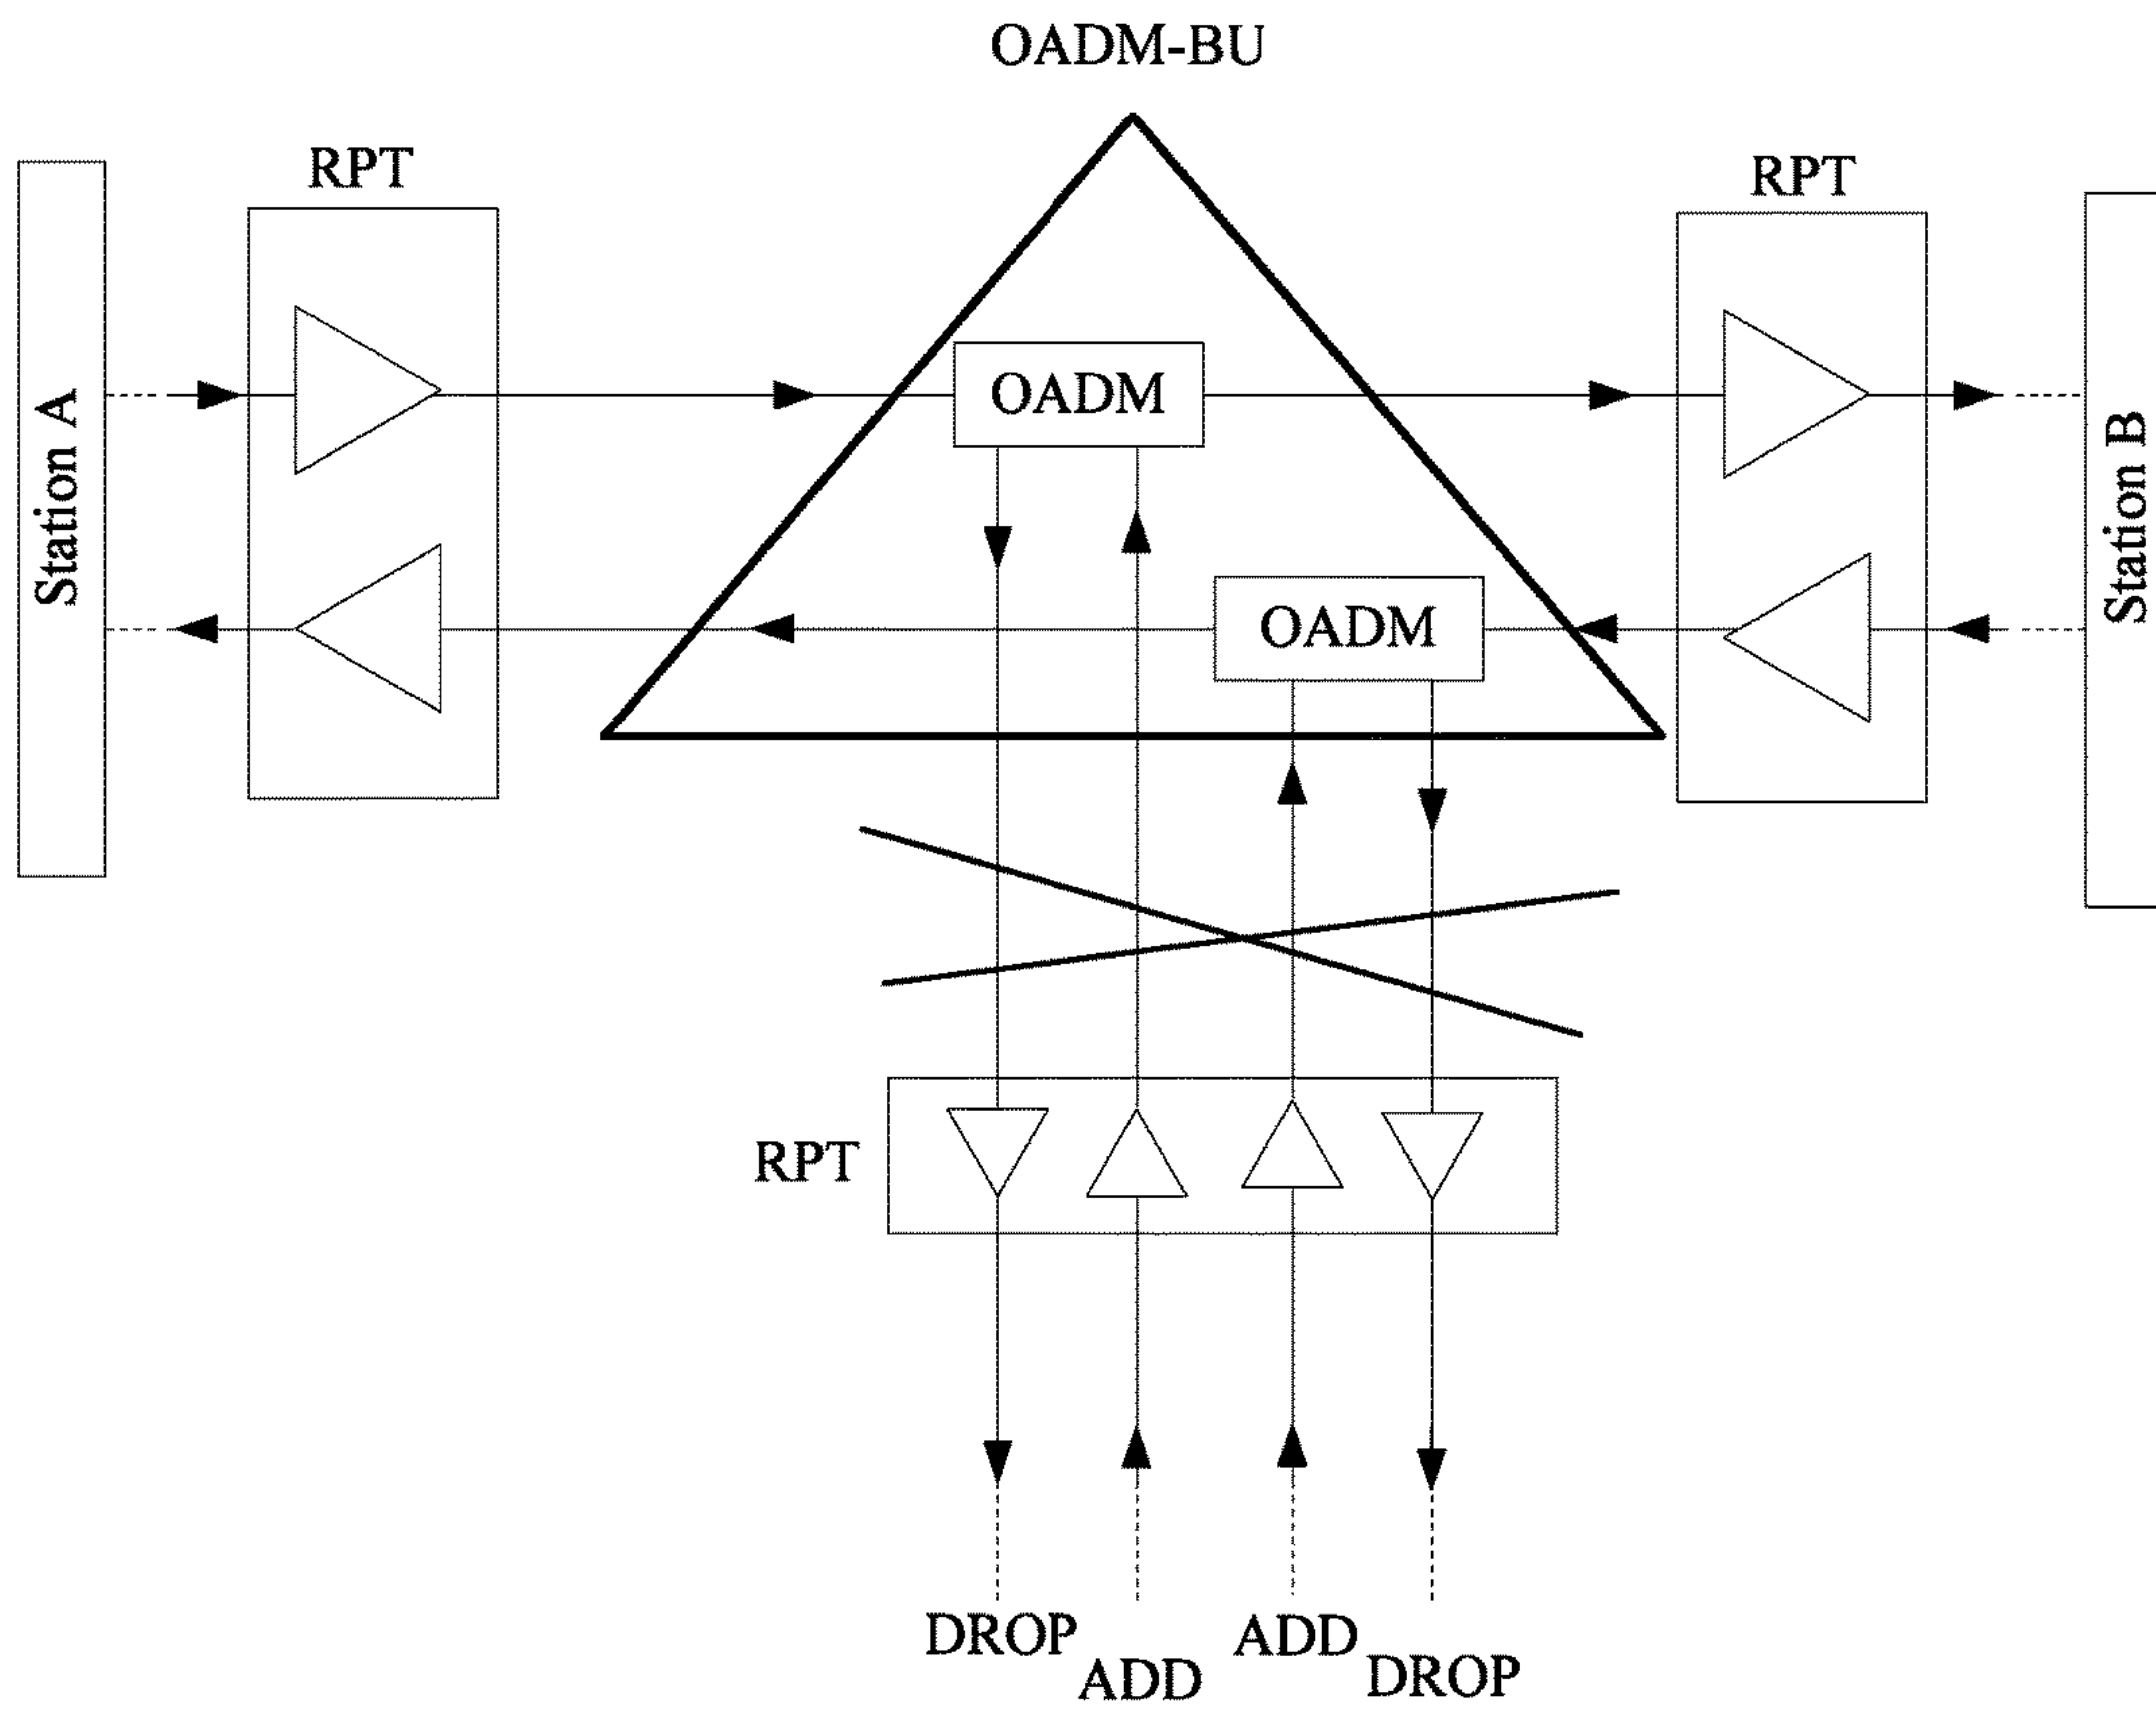 OADM-BU
RPT
RPT
Station A
OADM
Station B
OADM
RPT
DROP
ADD
ADD
DROP